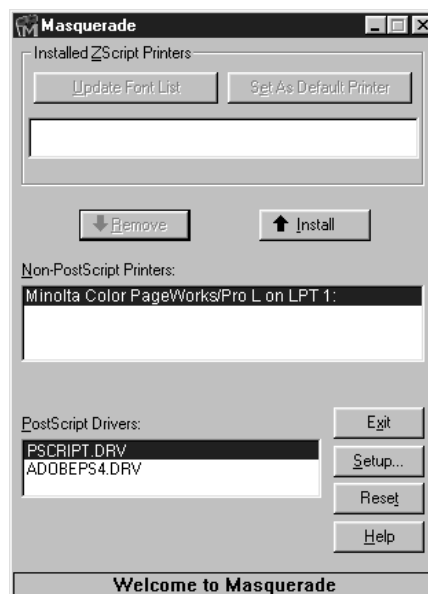 Masquerade
Installed ZScript Printers
Update Font List
Set As Default Printer
Remove
Install
Non-PostScript Printers:
Minolta Color PageWorks/Pro L on LPT 1:
PostScript Drivers:
PSCRIPT.DRV
ADOBEPS4.DRV
Exit
Setup...
Reset
Help
Welcome to Masquerade